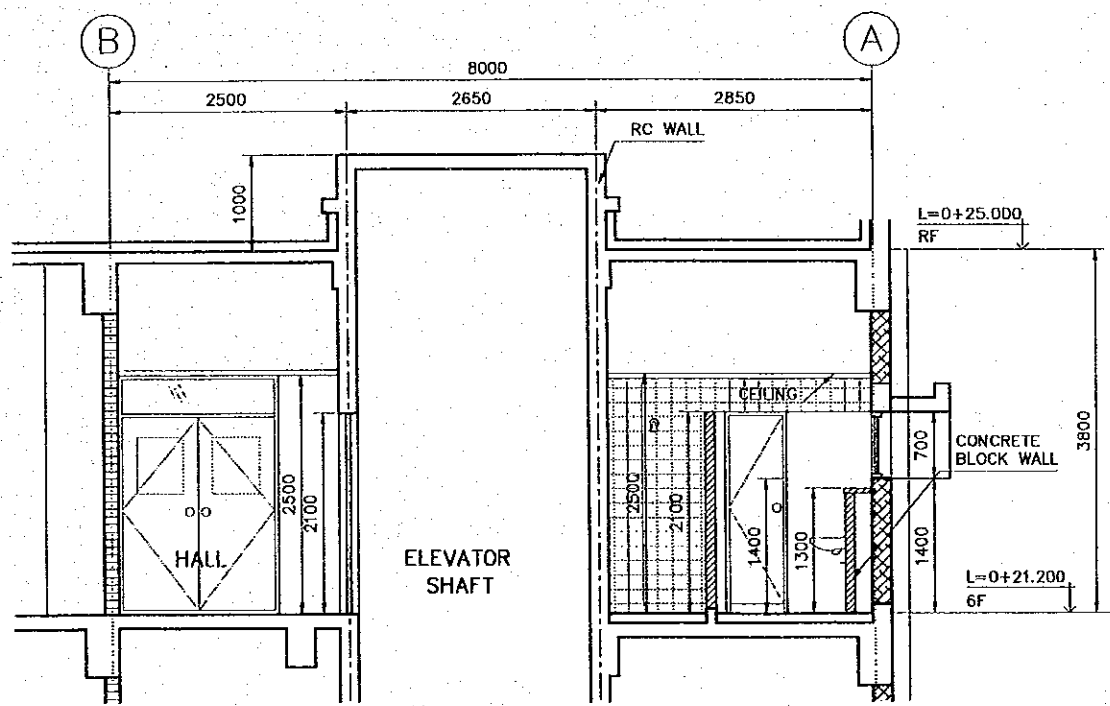 B
A
8000
2500
2650
2850
RC WALL
1000
L=0+25.000
RF
CEILING
3800
700
CONCRETE
BLOCK WALL
2500
2100
2500
2100
1400
1300
1400
HALL
ELEVATOR
SHAFT
L=0+21.200
6F